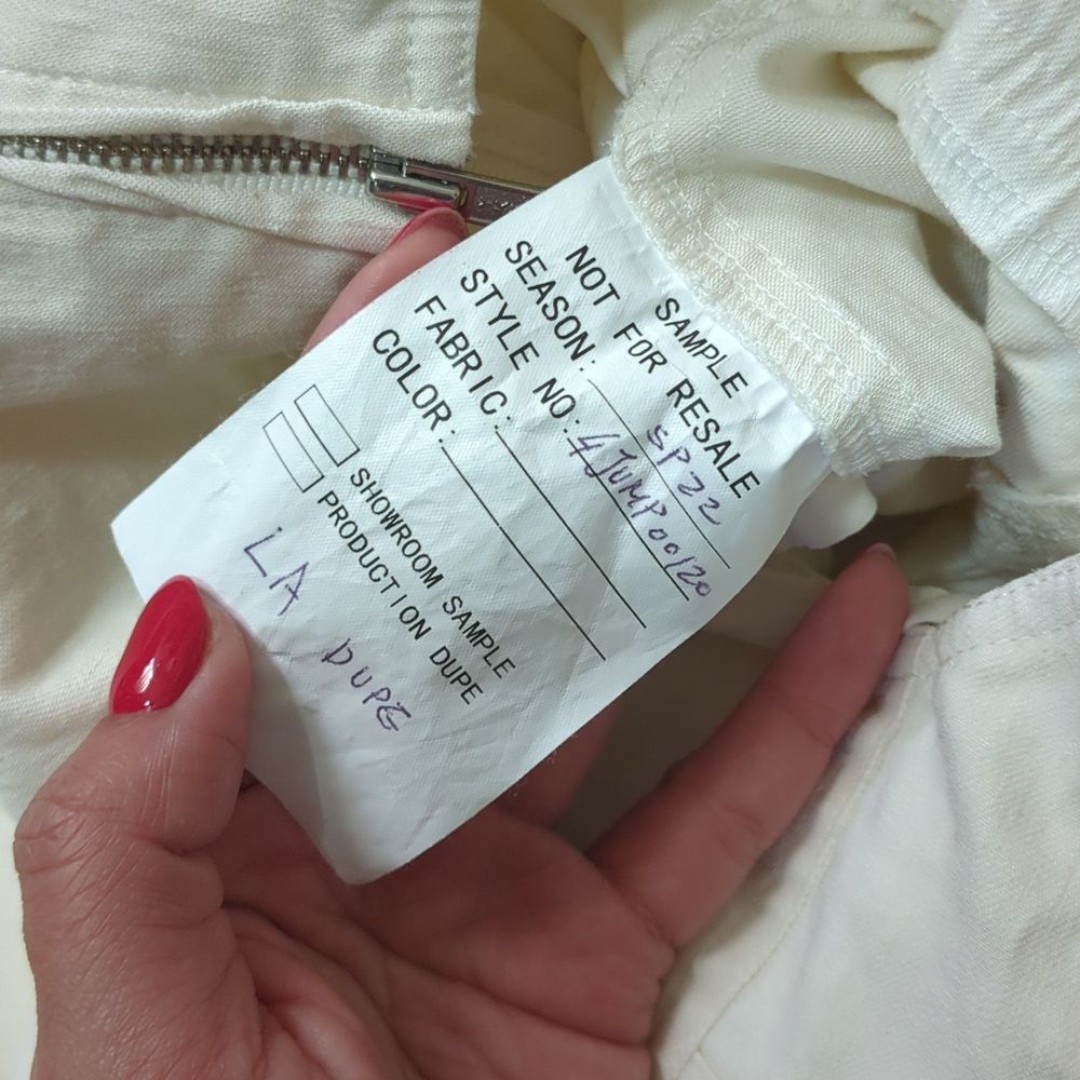 SAMPLE
NOT FOR RESALE
SEASON: SP22
STYLE NO: 4JUMP00120
FABRIC:
COLOR:
SHOWROOM SAMPLE
PRODUCTION DUPE
LA DUPE